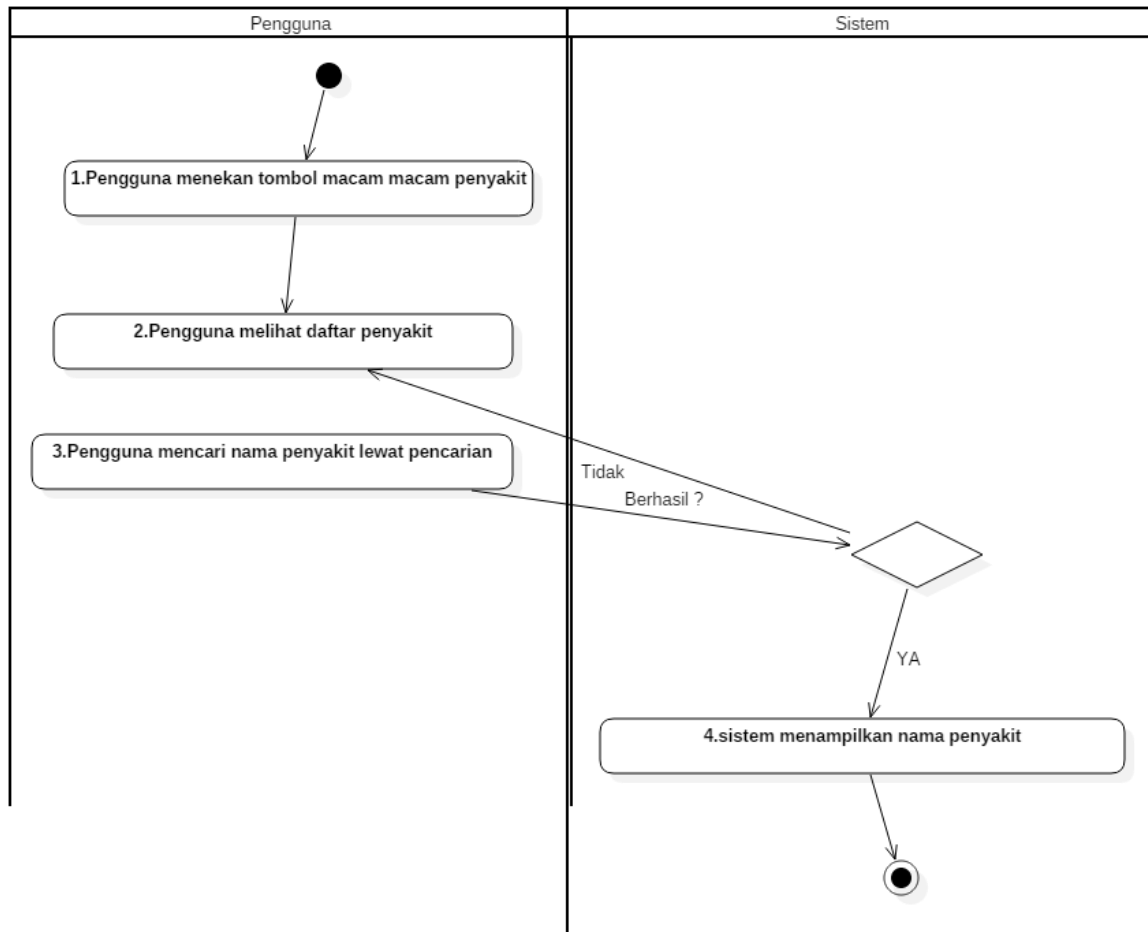 Pengguna
Sistem
1.Pengguna menekan tombol macam macam penyakit
2.Pengguna melihat daftar penyakit
3.Pengguna mencari nama penyakit lewat pencarian
Tidak
Berhasil ?
YA
4.sistem menampilkan nama penyakit